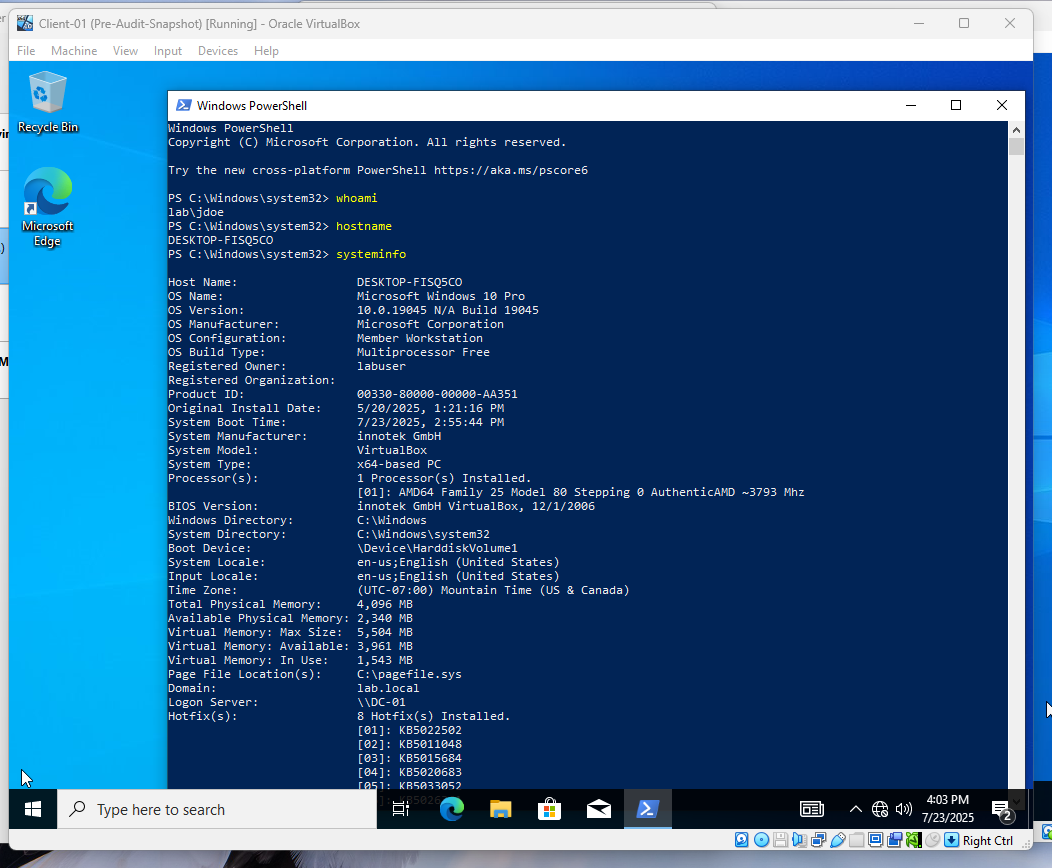 Client-01 (Pre-Audit-Snapshot) [Running] - Oracle VirtualBox
File Machine View Input Devices Help
Recycle Bin
Microsoft
Edge
Windows PowerShell
Windows PowerShell
Copyright (C) Microsoft Corporation. All rights reserved.
Try the new cross-platform PowerShell https://aka.ms/pscore6
PS C:\Windows\system32> whoami
lab\jdoe
PS C:\Windows\system32> hostname
DESKTOP-FISQ5CO
PS C:\Windows\system32> systeminfo
Host Name: DESKTOP-FISQ5CO
OS Name: Microsoft Windows 10 Pro
OS Version: 10.0.19045 N/A Build 19045
OS Manufacturer: Microsoft Corporation
OS Configuration: Member Workstation
OS Build Type: Multiprocessor Free
Registered Owner: labuser
Registered Organization:
Product ID: 00330-80000-00000-AA351
Original Install Date: 5/20/2025, 1:21:16 PM
System Boot Time: 7/23/2025, 2:55:44 PM
System Manufacturer: innotek GmbH
System Model: VirtualBox
System Type: x64-based PC
Processor(s): 1 Processor(s) Installed.
[01]: AMD64 Family 25 Model 80 Stepping 0 AuthenticAMD ~3793 Mhz
BIOS Version: innotek GmbH VirtualBox, 12/1/2006
Windows Directory: C:\Windows
System Directory: C:\Windows\system32
Boot Device: \Device\HarddiskVolume1
System Locale: en-us;English (United States)
Input Locale: en-us;English (United States)
Time Zone: (UTC-07:00) Mountain Time (US & Canada)
Total Physical Memory: 4,096 MB
Available Physical Memory: 2,340 MB
Virtual Memory: Max Size: 5,504 MB
Virtual Memory: Available: 3,961 MB
Virtual Memory: In Use: 1,543 MB
Page File Location(s): C:\pagefile.sys
Domain: lab.local
Logon Server: \\DC-01
Hotfix(s): 8 Hotfix(s) Installed.
[01]: KB5022502
[02]: KB5011048
[03]: KB5015684
[04]: KB5020683
[05]: KB5033052
Type here to search
4:03 PM
7/23/2025
2
Right Ctrl